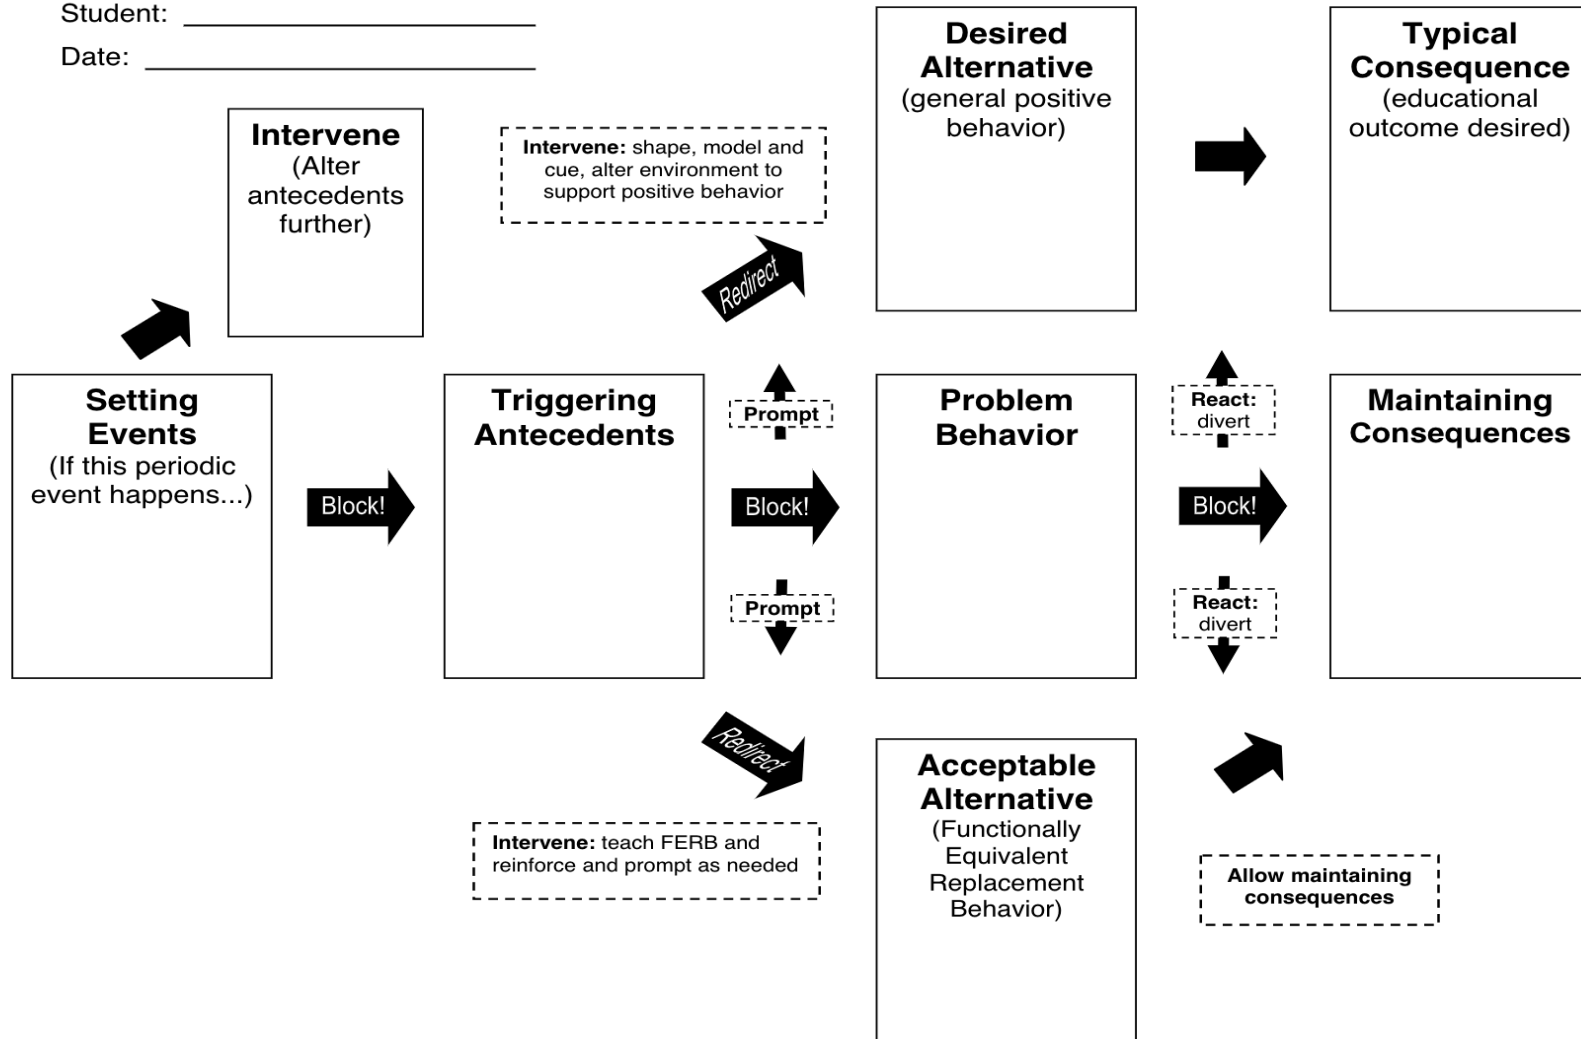 Student:
Date:
Intervene
(Alter
antecedents
further)
Intervene: shape, model and
cue, alter environment to
support positive behavior
Redirect
Desired
Alternative
(general positive
behavior)
Typical
Consequence
(educational
outcome desired)
Setting
Events
(If this periodic
event happens...)
Block!
Triggering
Antecedents
Prompt
Block!
Prompt
Problem
Behavior
React:
divert
Block!
React:
divert
Maintaining
Consequences
Redirect
Intervene: teach FERB and
reinforce and prompt as needed
Acceptable
Alternative
(Functionally
Equivalent
Replacement
Behavior)
Allow maintaining
consequences